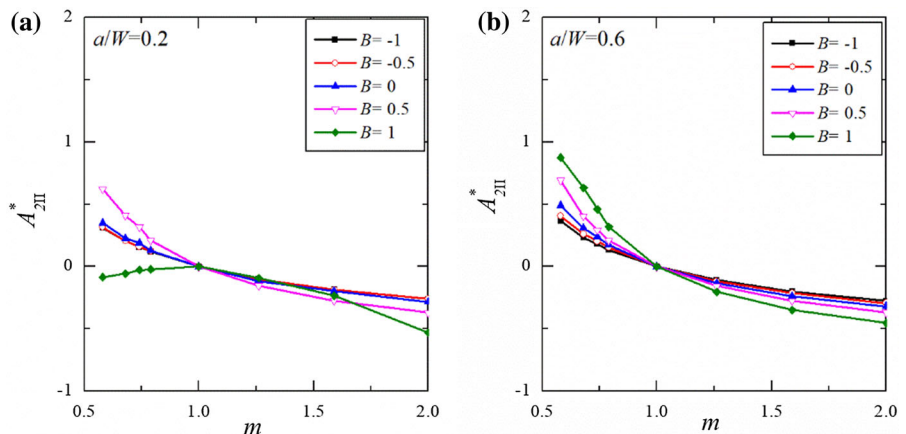 (a)
a/W=0.2
B= -1
B= -0.5
B= 0
B= 0.5
B= 1
2
1
0
-1
A*2II
0.5
1.0
1.5
2.0
m
(b)
a/W=0.6
B= -1
B= -0.5
B= 0
B= 0.5
B= 1
2
1
0
-1
A*2II
0.5
1.0
1.5
2.0
m